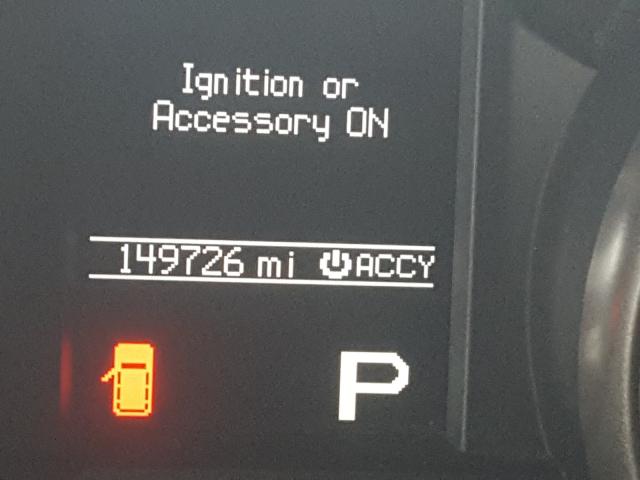 Ignition or
Accessory ON
149726 mi ACCY
P